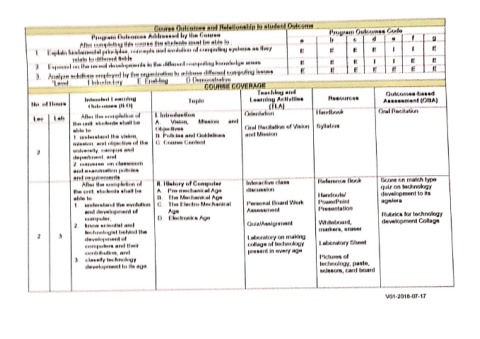 Course Outcomes and Relationship to student Outcome
Program Outcomes Addressed by the Course
Program Outcomes Code
After completing this course the students must be able to
a b c d e f g
1 Explain fundamental principles, concepts and evolution of computing systems as they relate to different fields
E E E E I I E
2 Expound on the recent developments in the different computing knowledge areas
E E E I I E E
3 Analyze solutions employed by the organization to address different computing issues
E E E E E E E
*Level I Introductory E Enabling D Demonstrative
COURSE COVERAGE
No. of Hours
Intended Learning Outcomes (ILO)
Topic
Teaching and Learning Activities (TLA)
Resources
Outcomes-based Assessment (OBA)
Lec Lab
2
After the completion of
the unit, students shall be
able to
1 understand the vision,
mission, and objective of the
university, campus and
department, and
2 converse on classroom
and examination policies
and requirements
I. Introduction
A. Vision, Mission and
Objectives
B. Policies and Guidelines
C. Course Content
Orientation
Oral Recitation of Vision
and Mission
Handbook
Syllabus
Oral Recitation
2 3
After the completion of
the unit, students shall be
able to
1 understand the evolution
and development of
computer,
2 know scientist and
technologist behind the
development of
computers and their
contribution, and
3 classify technology
development to its age
II. History of Computer
A. Pre mechanical Age
B. The Mechanical Age
C. The Electro Mechanical
Age
D. Electronics Age
Interactive class
discussion
Personal Board Work
Assessment
Quiz/Assignment
Laboratory on making
collage of technology
present in every age
Reference Book
Handouts/
PowerPoint
Presentation
Whiteboard,
markers, eraser
Laboratory Sheet
Pictures of
technology, paste,
scissors, card board
Score on match type
quiz on technology
development to its
age/era
Rubrics for technology
development Collage
V01-2018-07-17